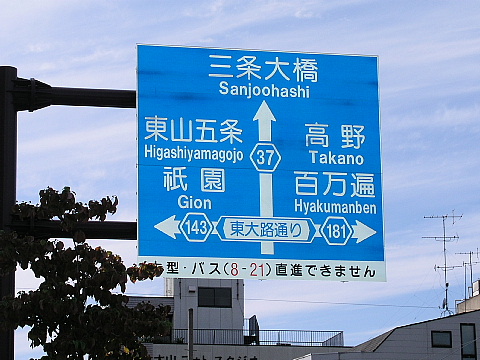 三条大橋
Sanjoohashi
東山五条
Higashiyamagojo
高野
Takano
37
祇園
Gion
百万遍
Hyakumanben
143
東大路通り
181
型・バス(8-21)直進できません